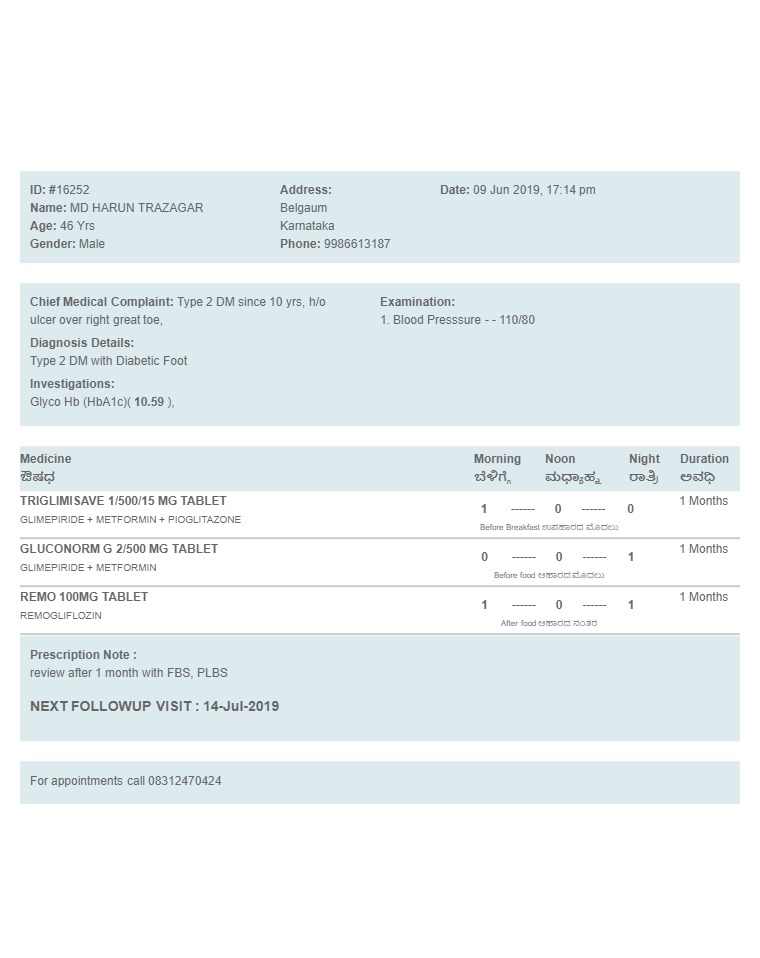 ID: #16252
Name: MD HARUN TRAZAGAR
Age: 46 Yrs
Gender: Male
Address:
Belgaum
Karnataka
Phone: 9986613187
Date: 09 Jun 2019, 17:14 pm
Chief Medical Complaint: Type 2 DM since 10 yrs, h/o
ulcer over right great toe,
Diagnosis Details:
Type 2 DM with Diabetic Foot
Investigations:
Glyco Hb (HbA1c)( 10.59 ),
Examination:
1. Blood Presssure - - 110/80
Medicine Morning Noon Night Duration
ಔಷಧ ಬೆಳಿಗ್ಗೆ ಮಧ್ಯಾಹ್ನ ರಾತ್ರಿ ಅವಧಿ
TRIGLIMISAVE 1/500/15 MG TABLET 1 ------ 0 ------ 0 1 Months
GLIMEPIRIDE + METFORMIN + PIOGLITAZONE Before Breakfast ಉಪಹಾರದ ಮೊದಲು
GLUCONORM G 2/500 MG TABLET 0 ------ 0 ------ 1 1 Months
GLIMEPIRIDE + METFORMIN Before food ಆಹಾರದ ಮೊದಲು
REMO 100MG TABLET 1 ------ 0 ------ 1 1 Months
REMOGLIFLOZIN After food ಆಹಾರದ ನಂತರ
Prescription Note :
review after 1 month with FBS, PLBS
NEXT FOLLOWUP VISIT : 14-Jul-2019
For appointments call 08312470424